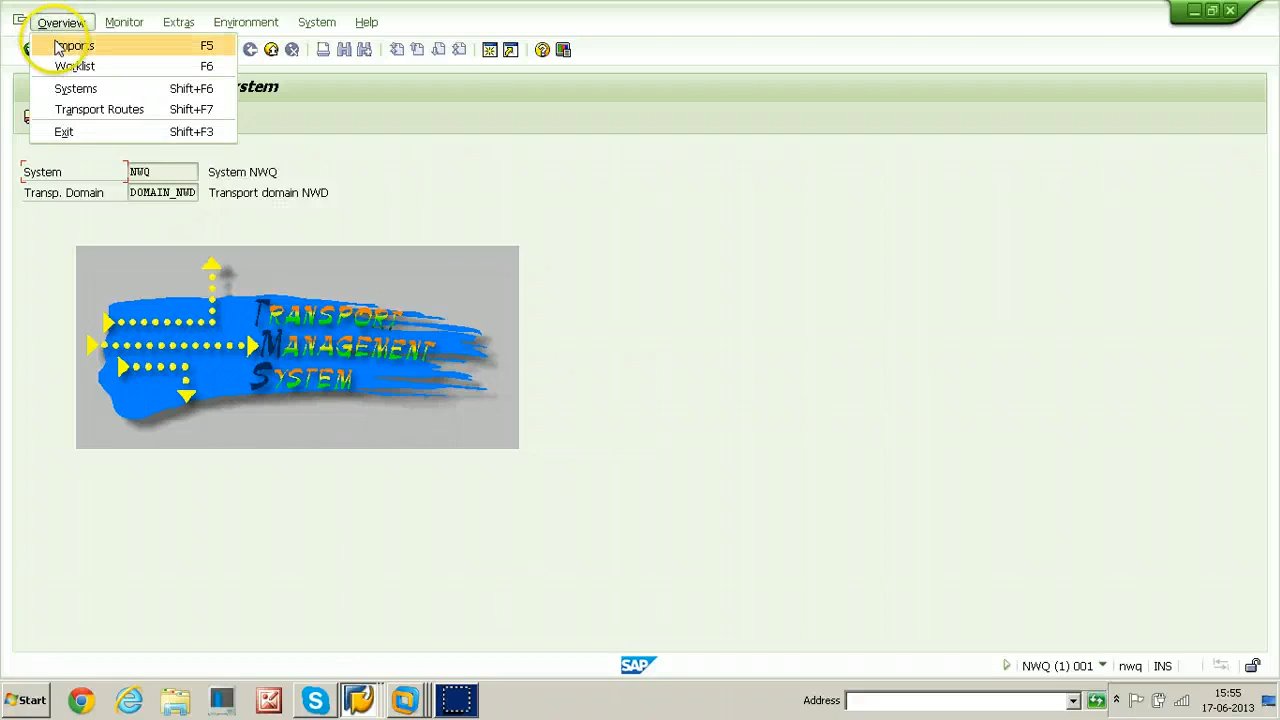 Overview Monitor Extras Environment System Help
Imports F5
Worklist F6
Systems Shift+F6
Transport Routes Shift+F7
Exit Shift+F3
System NWQ System NWQ
Transp. Domain DOMAIN_NWD Transport domain NWD
TRANSPORT
MANAGEMENT
SYSTEM
SAP
NWQ (1) 001 nwq INS
Start
Address
15:55
17-06-2013